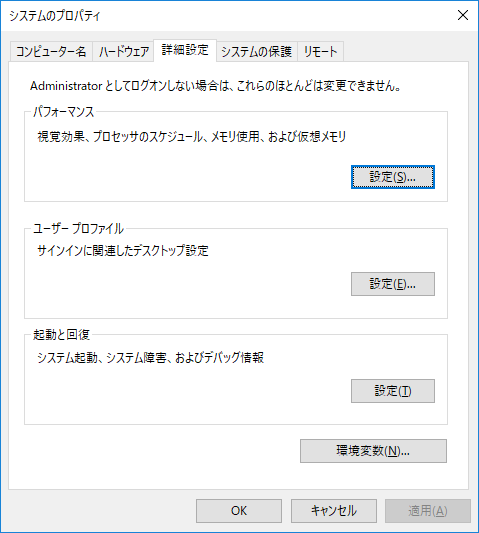 システムのプロパティ
コンピューター名 ハードウェア 詳細設定 システムの保護 リモート
Administrator としてログオンしない場合は、これらのほとんどは変更できません。
パフォーマンス
視覚効果、プロセッサのスケジュール、メモリ使用、および仮想メモリ
設定(S)...
ユーザー プロファイル
サインインに関連したデスクトップ設定
設定(E)...
起動と回復
システム起動、システム障害、およびデバッグ情報
設定(T)
環境変数(N)...
OK キャンセル 適用(A)